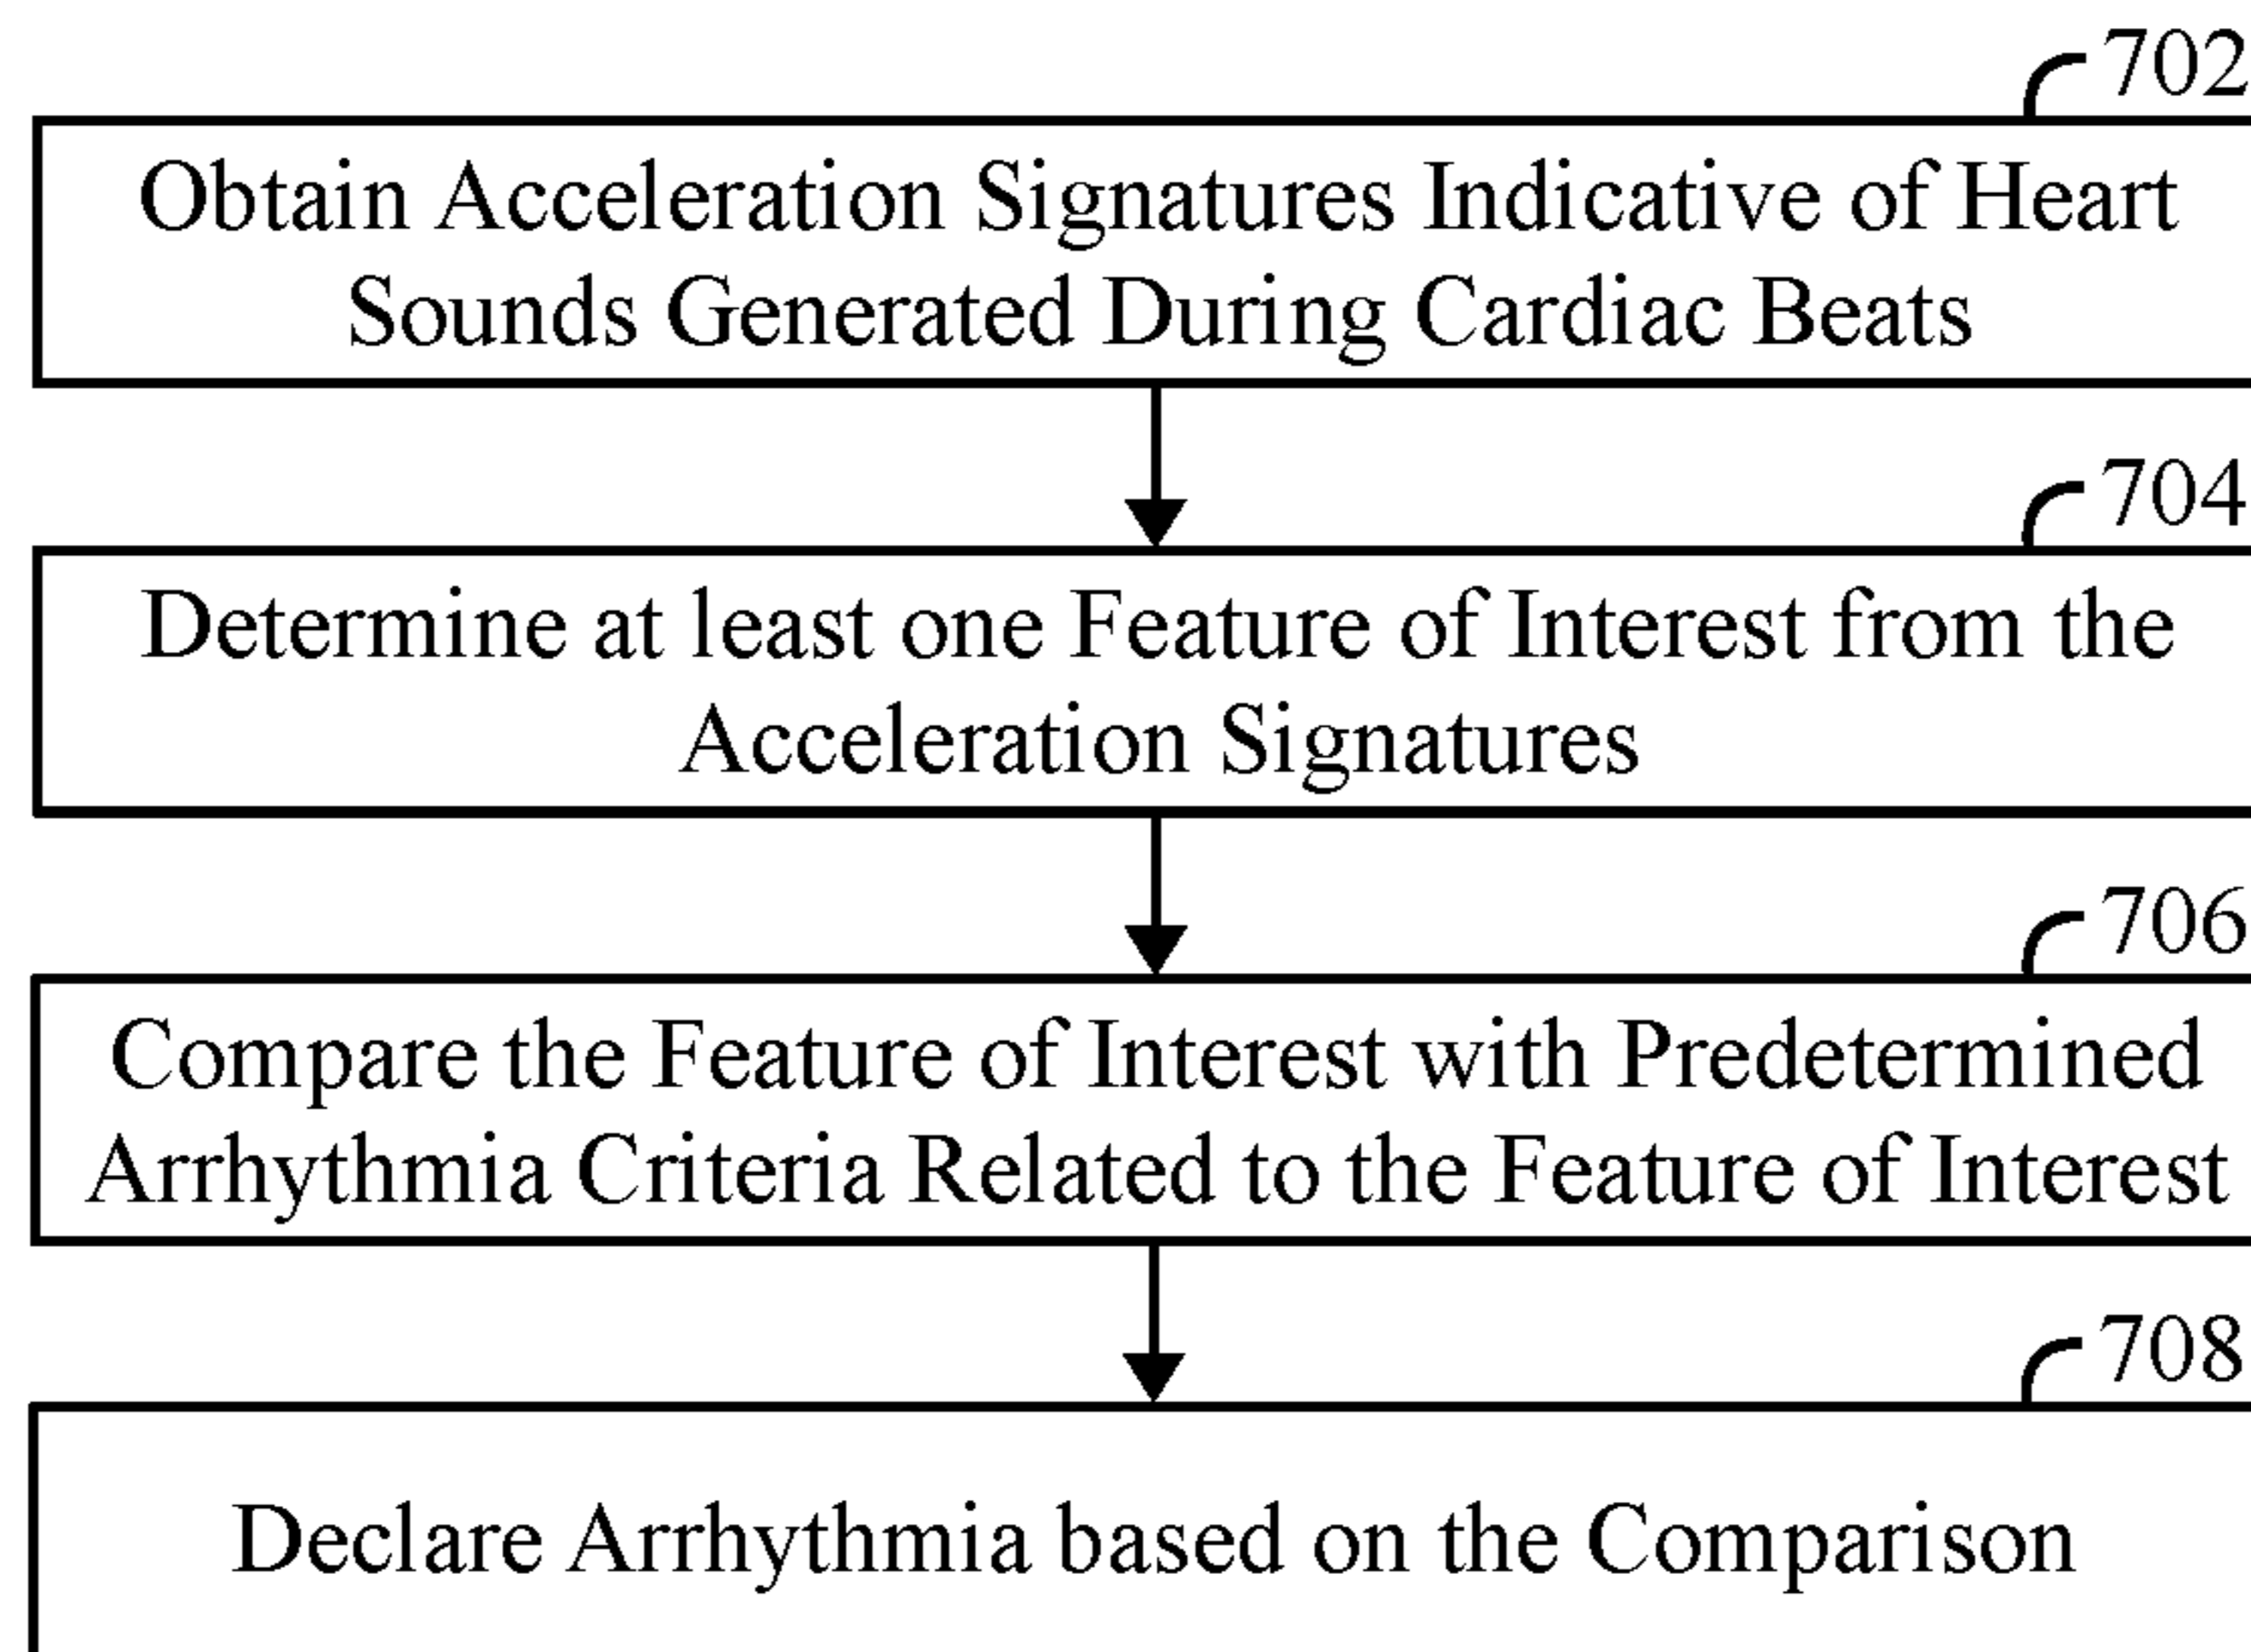 702
Obtain Acceleration Signatures Indicative of Heart
Sounds Generated During Cardiac Beats
704
Determine at least one Feature of Interest from the
Acceleration Signatures
706
Compare the Feature of Interest with Predetermined
Arrhythmia Criteria Related to the Feature of Interest
708
Declare Arrhythmia based on the Comparison